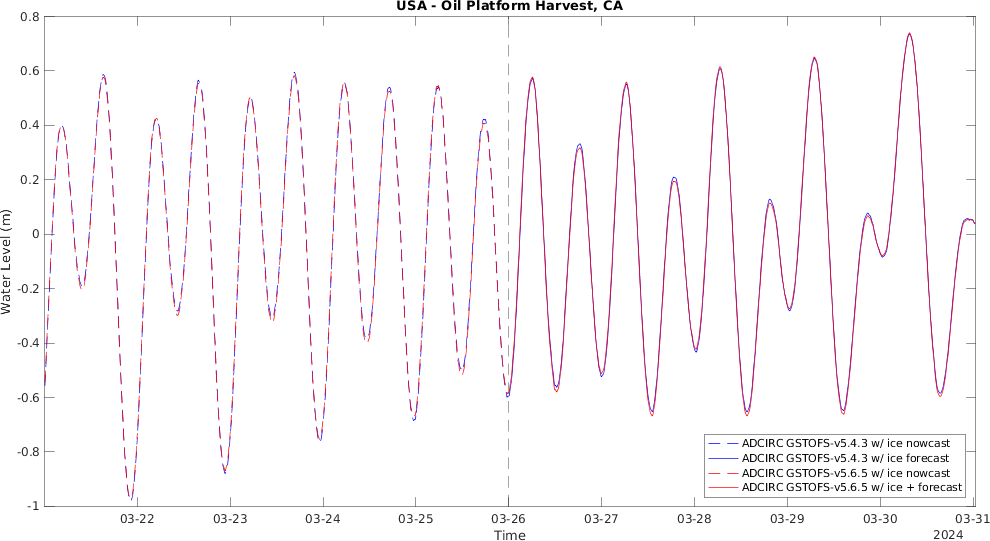 USA - Oil Platform Harvest, CA
0.8
0.6
0.4
0.2
0
-0.2
-0.4
-0.6
-0.8
-1
Water Level (m)
ADCIRC GSTOFS-v5.4.3 w/ ice nowcast
ADCIRC GSTOFS-v5.4.3 w/ ice forecast
ADCIRC GSTOFS-v5.6.5 w/ ice nowcast
ADCIRC GSTOFS-v5.6.5 w/ ice + forecast
03-22 03-23 03-24 03-25 03-26 03-27 03-28 03-29 03-30 03-31
Time 2024